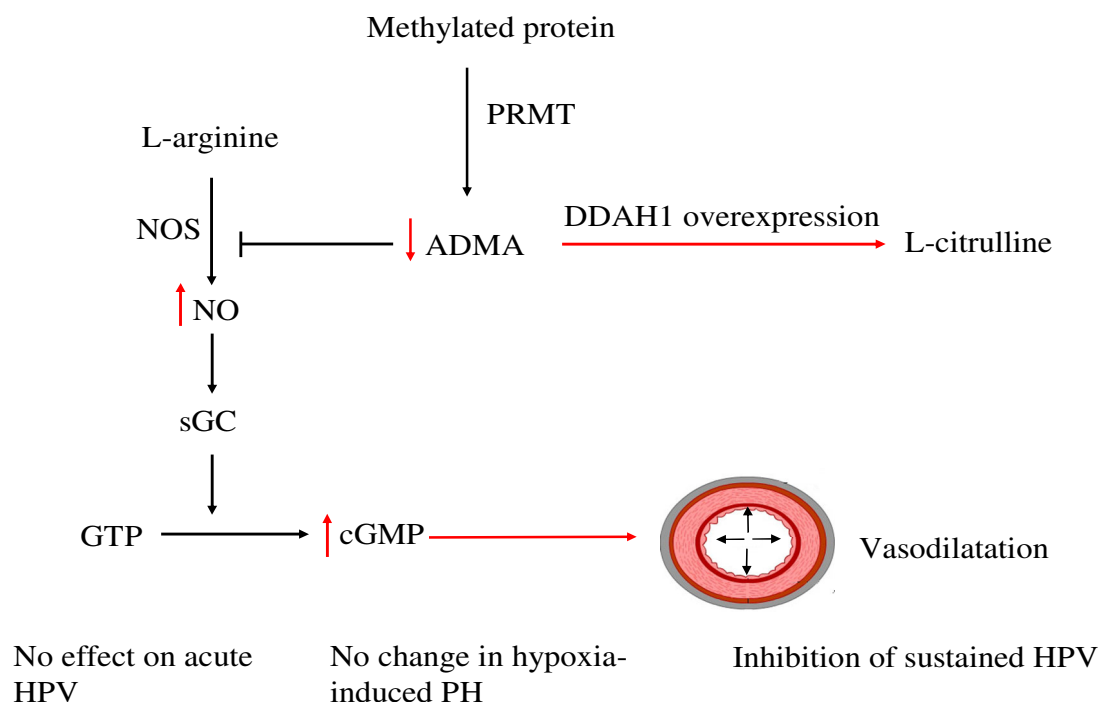 Methylated protein
PRMT
L-arginine
NOS
ADMA
DDAH1 overexpression
L-citrulline
NO
sGC
GTP
cGMP
Vasodilatation
No effect on acute
HPV
No change in hypoxia-
induced PH
Inhibition of sustained HPV